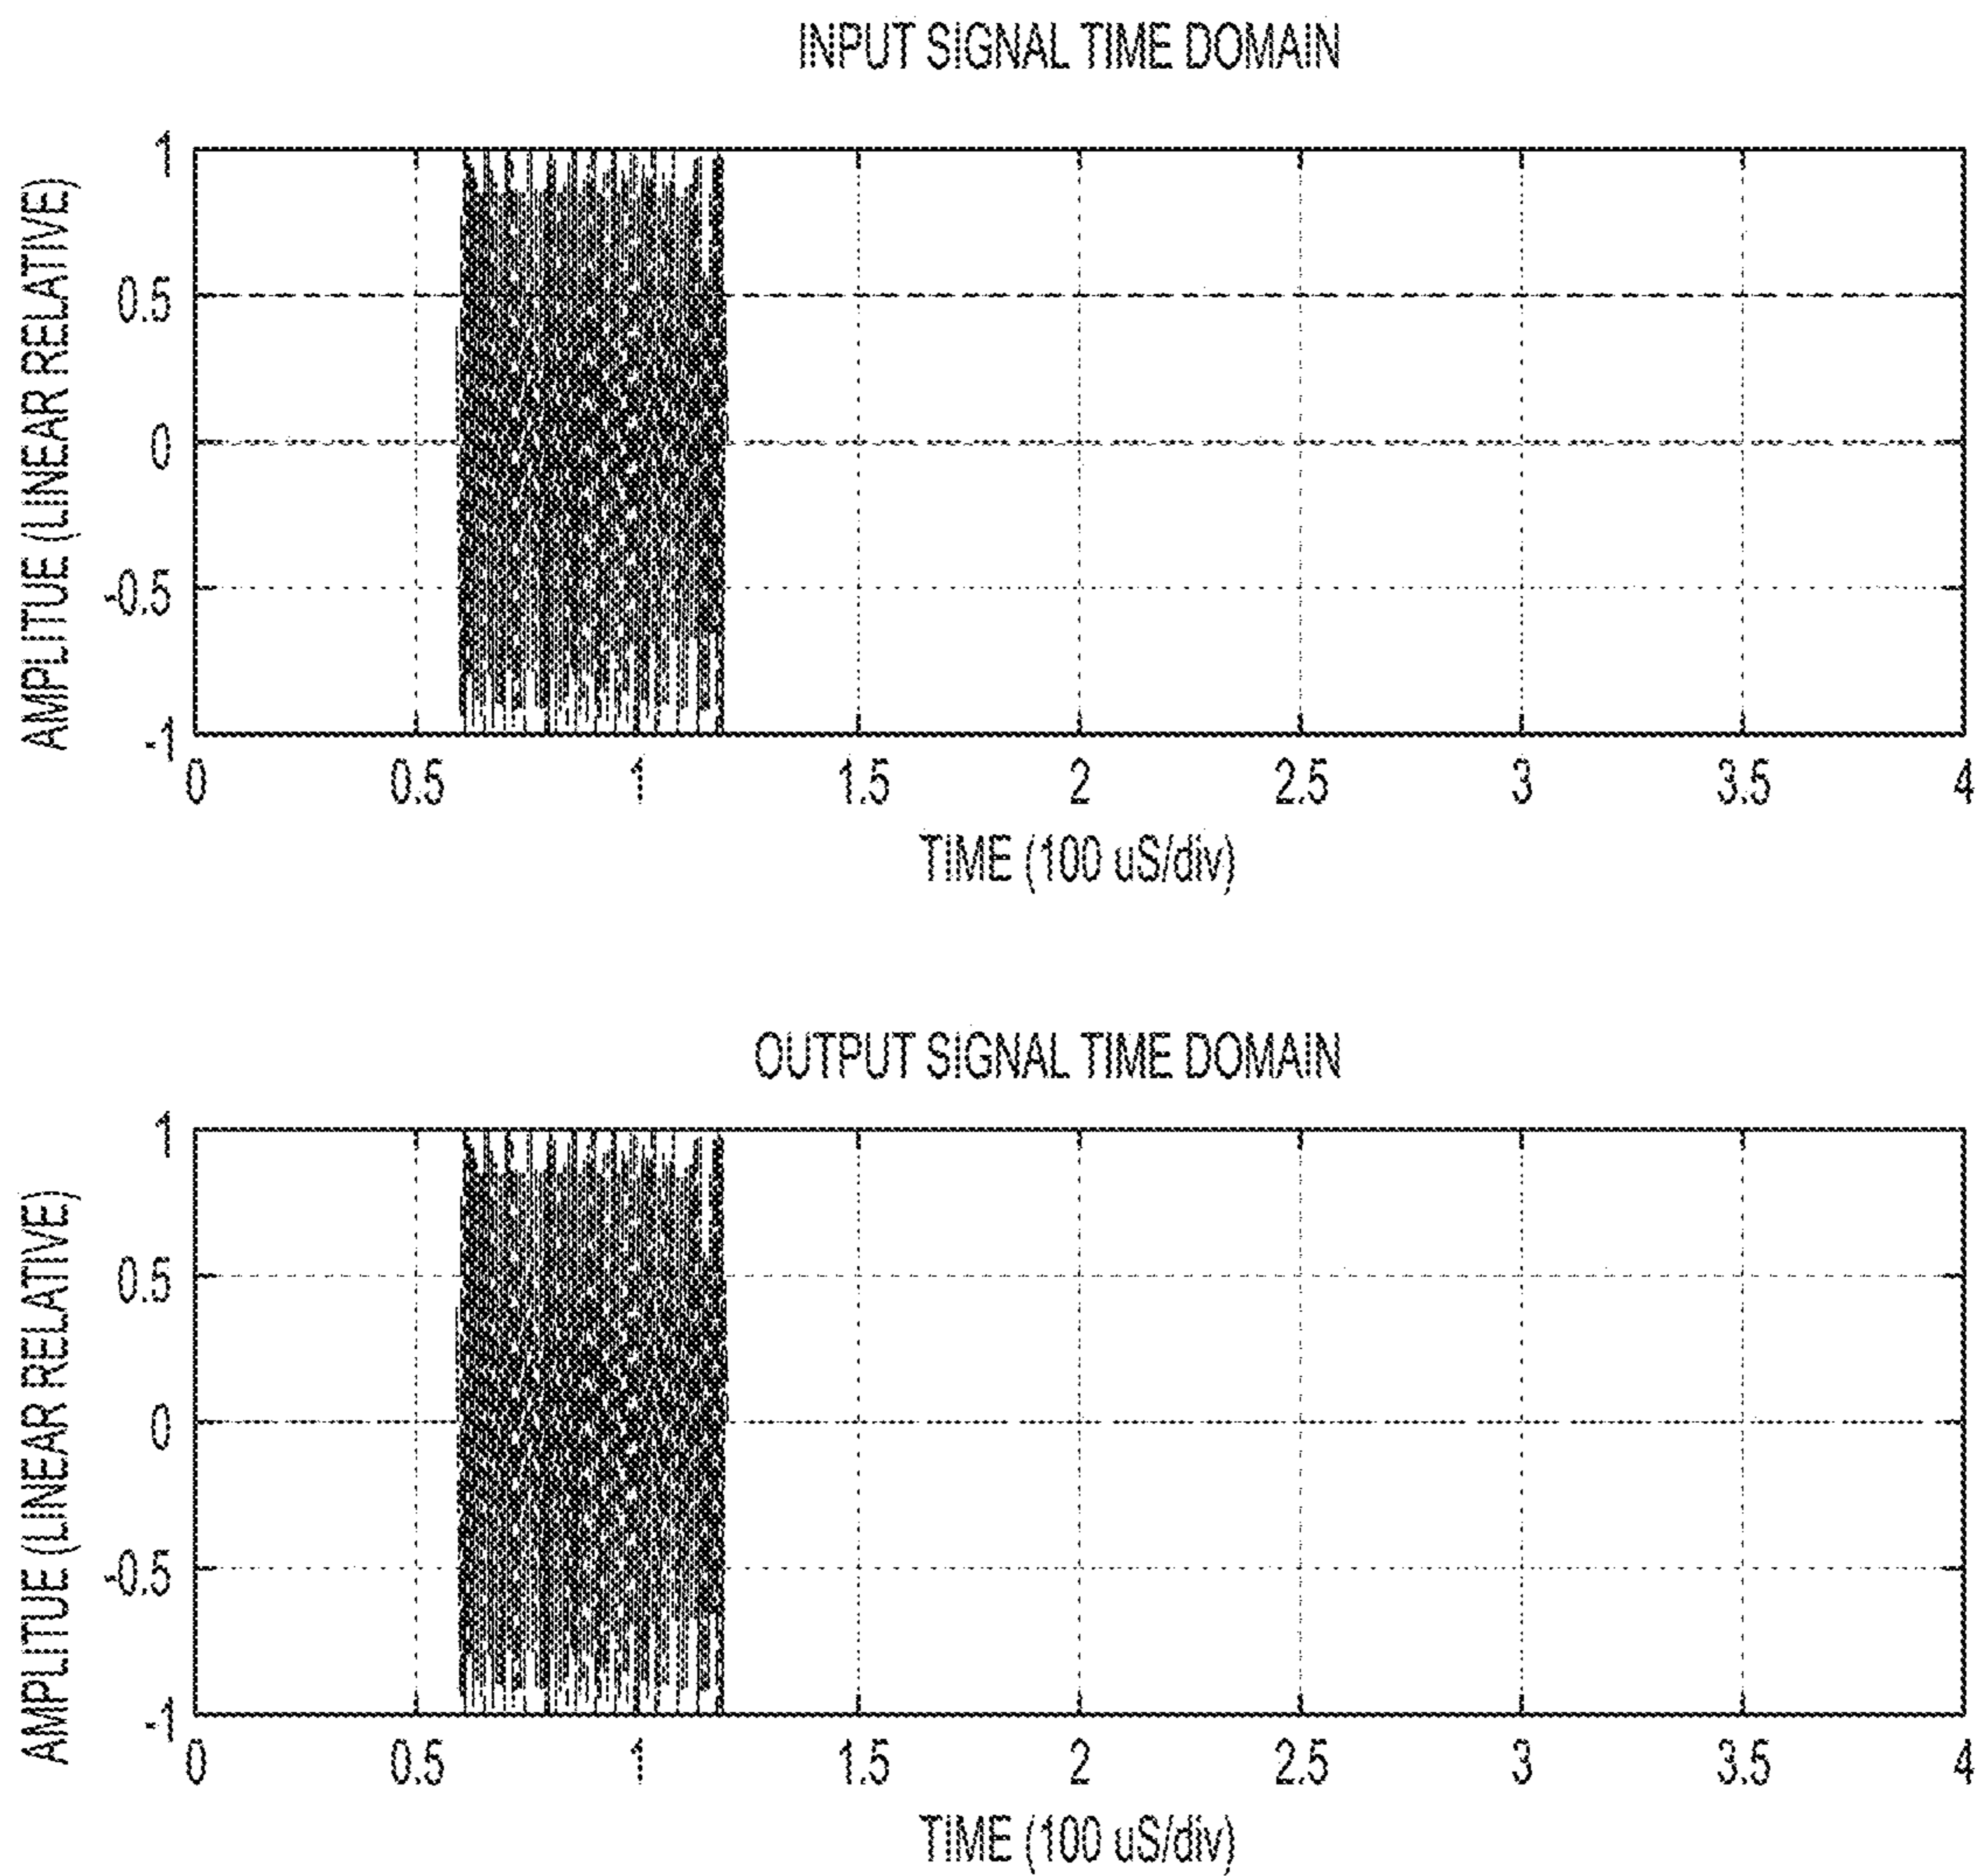 INPUT SIGNAL TIME DOMAIN
AMPLITUE (LINEAR RELATIVE)
1
0.5
0
-0.5
-1
0 0.5 1 1.5 2 2.5 3 3.5 4
TIME (100 uS/div)
OUTPUT SIGNAL TIME DOMAIN
AMPLITUE (LINEAR RELATIVE)
1
0.5
0
-0.5
-1
0 0.5 1 1.5 2 2.5 3 3.5 4
TIME (100 uS/div)